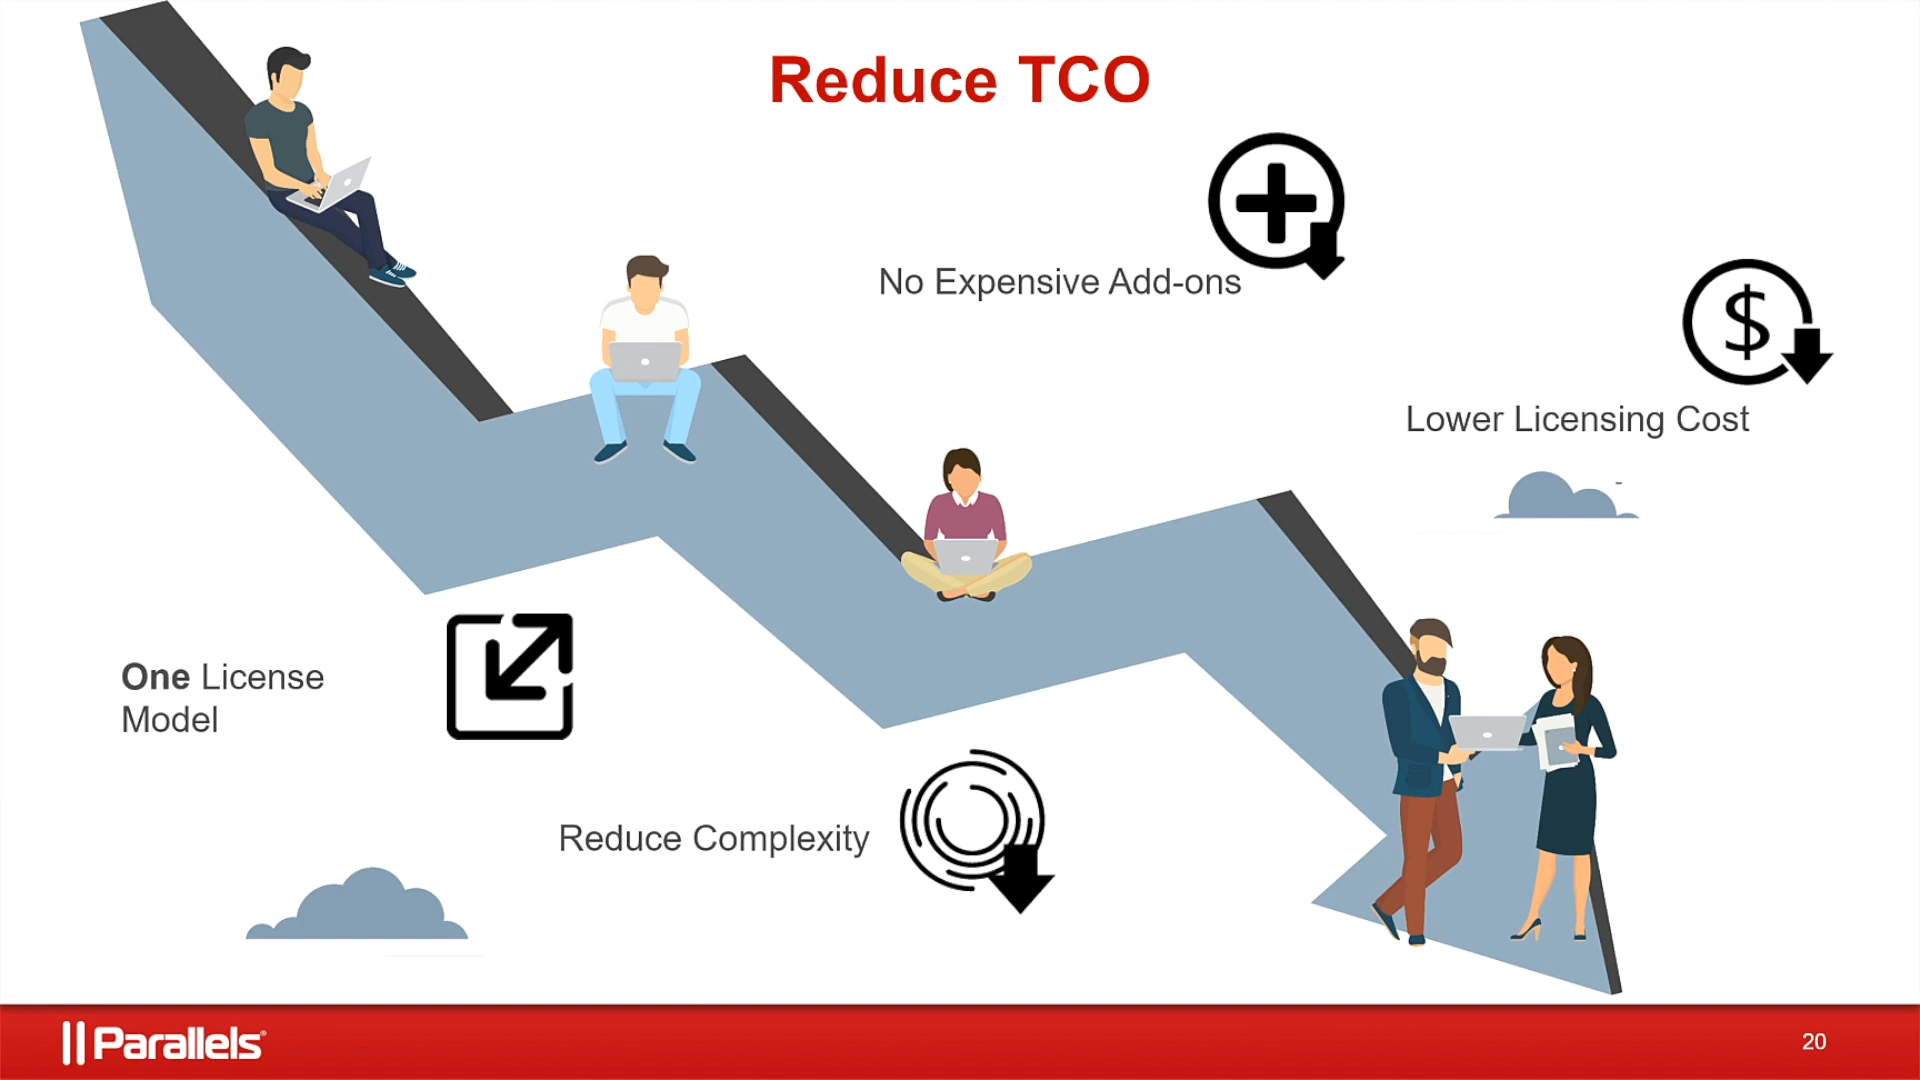 Reduce TCO
No Expensive Add-ons
$
Lower Licensing Cost
One License
Model
Reduce Complexity
Parallels®
20